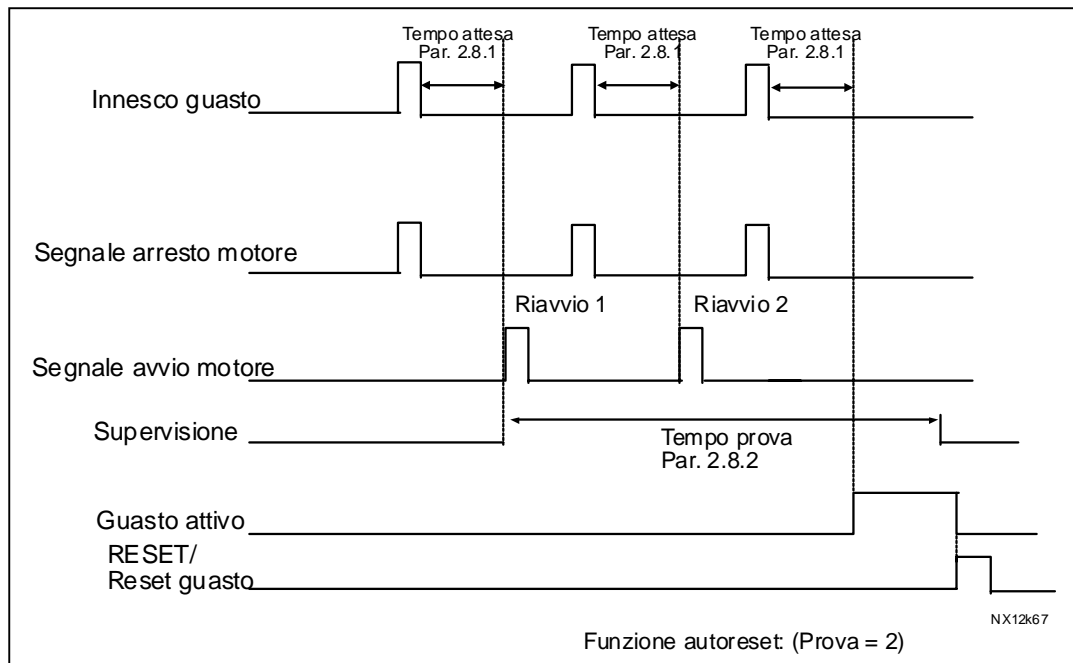 Tempo attesa
Par. 2.8.1
Tempo attesa
Par. 2.8.1
Tempo attesa
Par. 2.8.1
Innesco guasto
Segnale arresto motore
Riavvio 1
Riavvio 2
Segnale avvio motore
Supervisione
Tempo prova
Par. 2.8.2
Guasto attivo
RESET/
Reset guasto
NX12k67
Funzione autoreset: (Prova = 2)